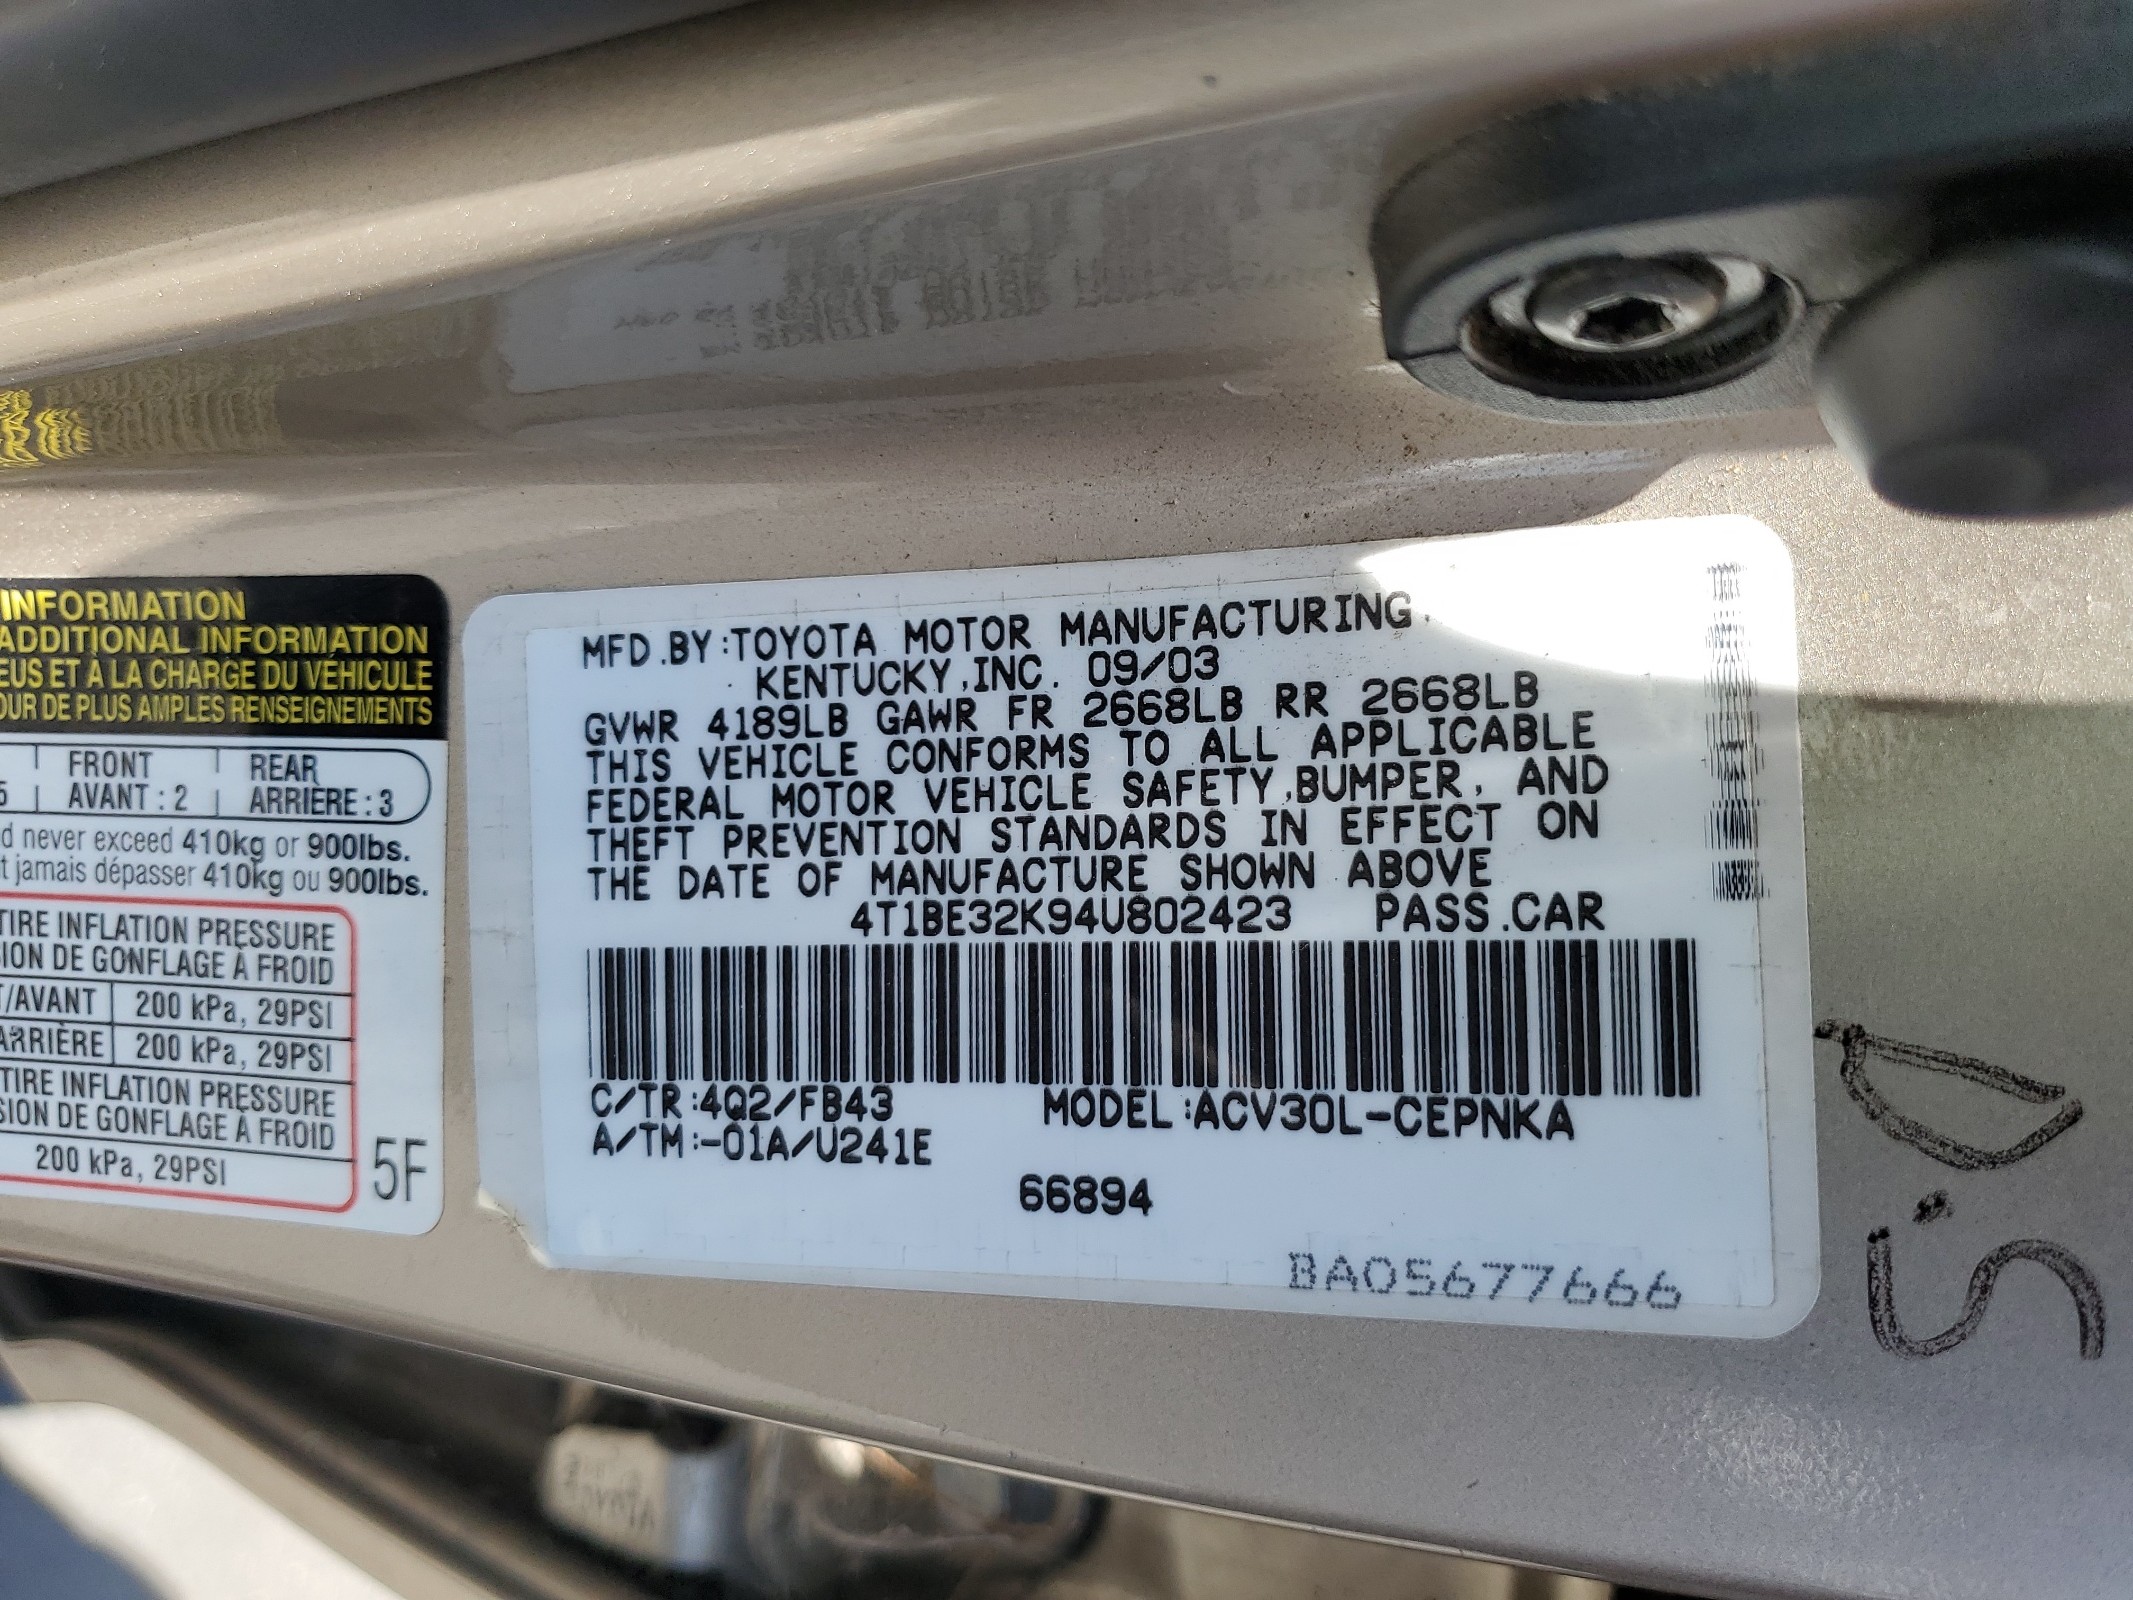 INFORMATION
ADDITIONAL INFORMATION
EUS ET À LA CHARGE DU VÉHICULE
OUR DE PLUS AMPLES RENSEIGNEMENTS
5 FRONT REAR
AVANT : 2 ARRIÈRE : 3
d never exceed 410kg or 900lbs.
t jamais dépasser 410kg ou 900lbs.
TIRE INFLATION PRESSURE
ION DE GONFLAGE À FROID
T/AVANT 200 kPa, 29PSI
ARRIÈRE 200 kPa, 29PSI
TIRE INFLATION PRESSURE
SION DE GONFLAGE À FROID
200 kPa, 29PSI
5F
MFD.BY:TOYOTA MOTOR MANUFACTURING,
KENTUCKY,INC. 09/03
GVWR 4189LB GAWR FR 2668LB RR 2668LB
THIS VEHICLE CONFORMS TO ALL APPLICABLE
FEDERAL MOTOR VEHICLE SAFETY,BUMPER, AND
THEFT PREVENTION STANDARDS IN EFFECT ON
THE DATE OF MANUFACTURE SHOWN ABOVE
4T1BE32K94U802423 PASS.CAR
C/TR:4Q2/FB43 MODEL:ACV30L-CEPNKA
A/TM:-01A/U241E
66894
BA05677666